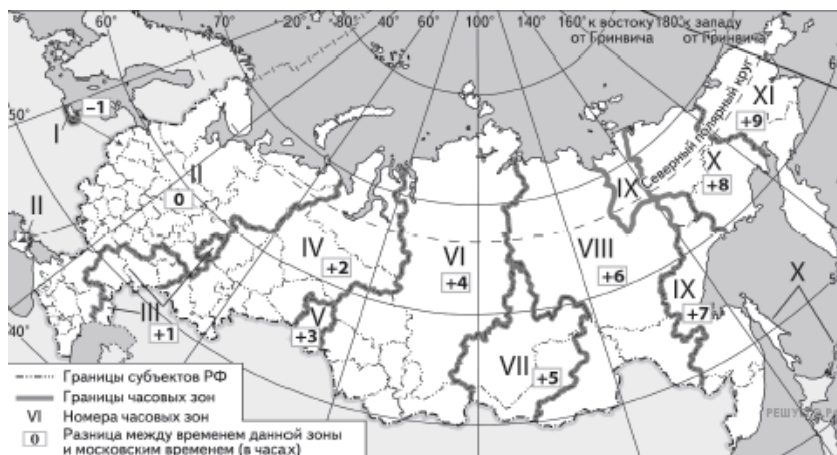 60°
70°
20°
40°
60°
80°
100°
120°
140°
160° к востоку
от Гринвича
180° к западу
от Гринвича
50°
–1
I
II
0
II
Северный полярный круг
XI
+9
X
+8
IX
IV
+2
VI
+4
VIII
+6
IX
+7
X
III
+1
V
+3
VII
+5
40°
Границы субъектов РФ
Границы часовых зон
VI Номера часовых зон
0 Разница между временем данной зоны
и московским временем (в часах)